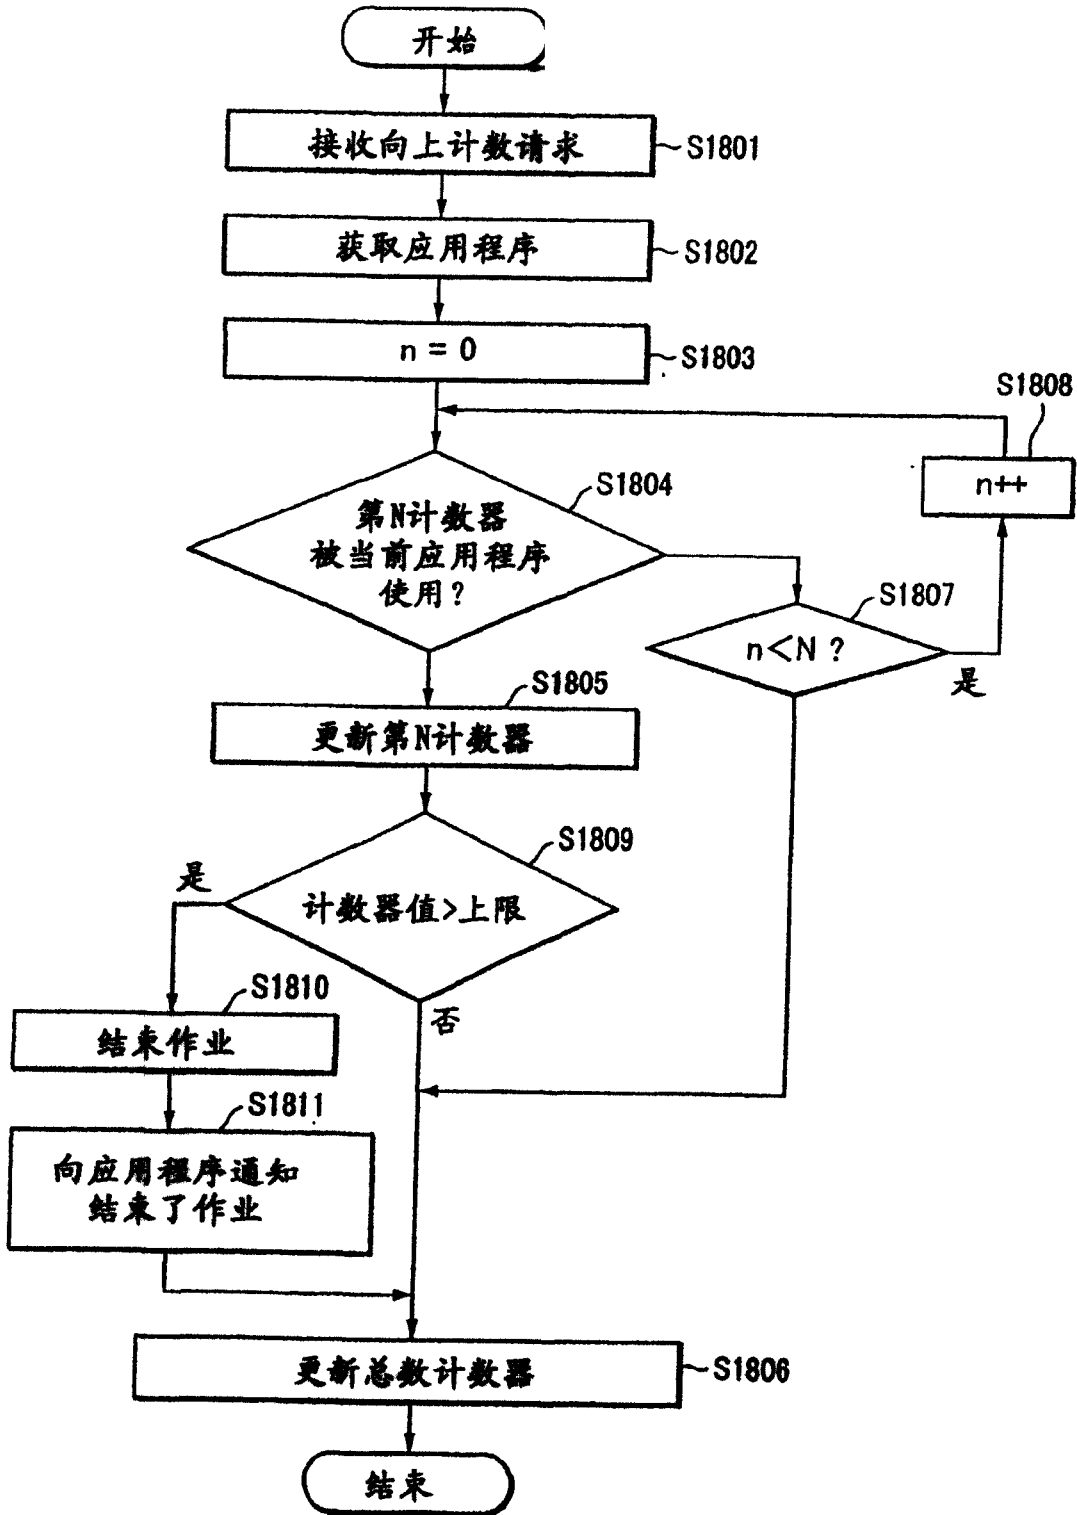 开始
接收向上计数请求
S1801
获取应用程序
S1802
n = 0
S1803
S1808
n++
S1804
第N计数器
被当前应用程序
使用?
S1807
n<N ?
是
S1805
更新第N计数器
S1809
是
计数器值>上限
S1810
否
结束作业
S1811
向应用程序通知
结束了作业
更新总数计数器
S1806
结束